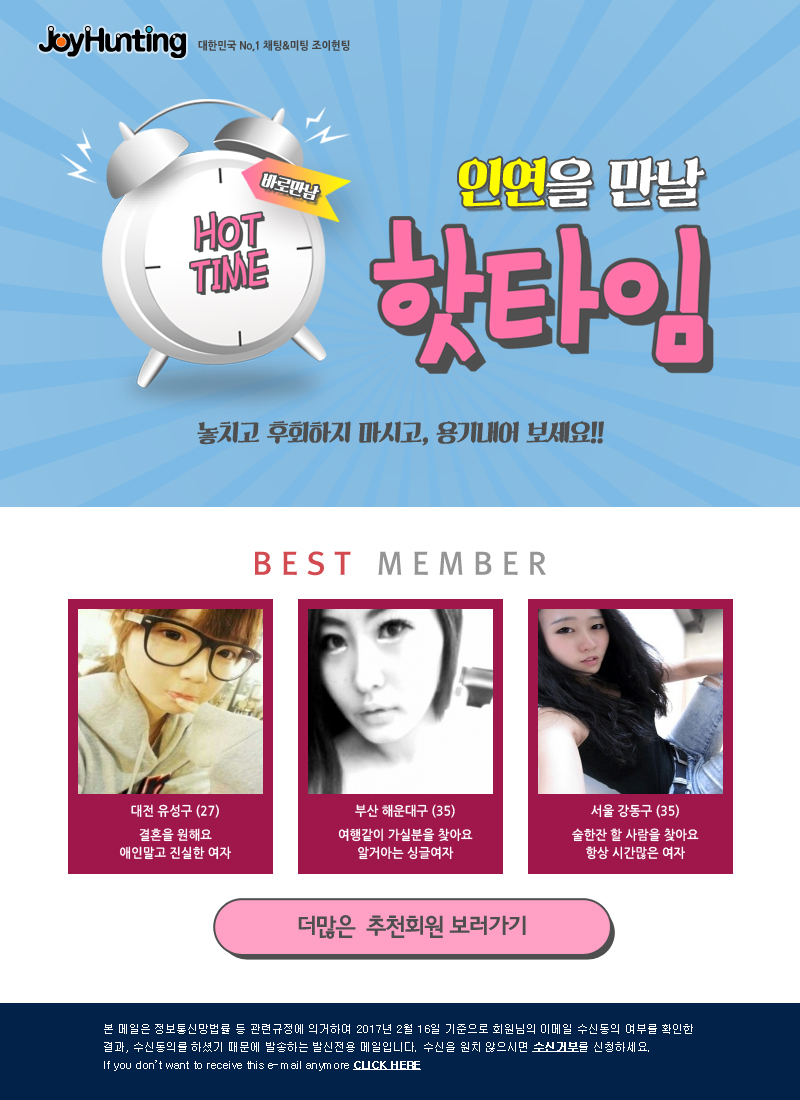 JoyHunting 대한민국 No,1 채팅&미팅 조이헌팅
바로만남
HOT
TIME
인연을 만날
핫타임
놓치고 후회하지 마시고, 용기내어 보세요!!
BEST MEMBER
대전 유성구 (27)
결혼을 원해요
애인말고 진실한 여자
부산 해운대구 (35)
여행같이 가실분을 찾아요
알거아는 싱글여자
서울 강동구 (35)
술한잔 할 사람을 찾아요
항상 시간많은 여자
더많은 추천회원 보러가기
본 메일은 정보통신망법률 등 관련규정에 의거하여 2017년 2월 16일 기준으로 회원님의 이메일 수신동의 여부를 확인한
결과, 수신동의를 하셨기 때문에 발송하는 발신전용 메일입니다. 수신을 원치 않으시면 수신거부를 신청하세요.
If you don't want to receive this e-mail anymore CLICK HERE